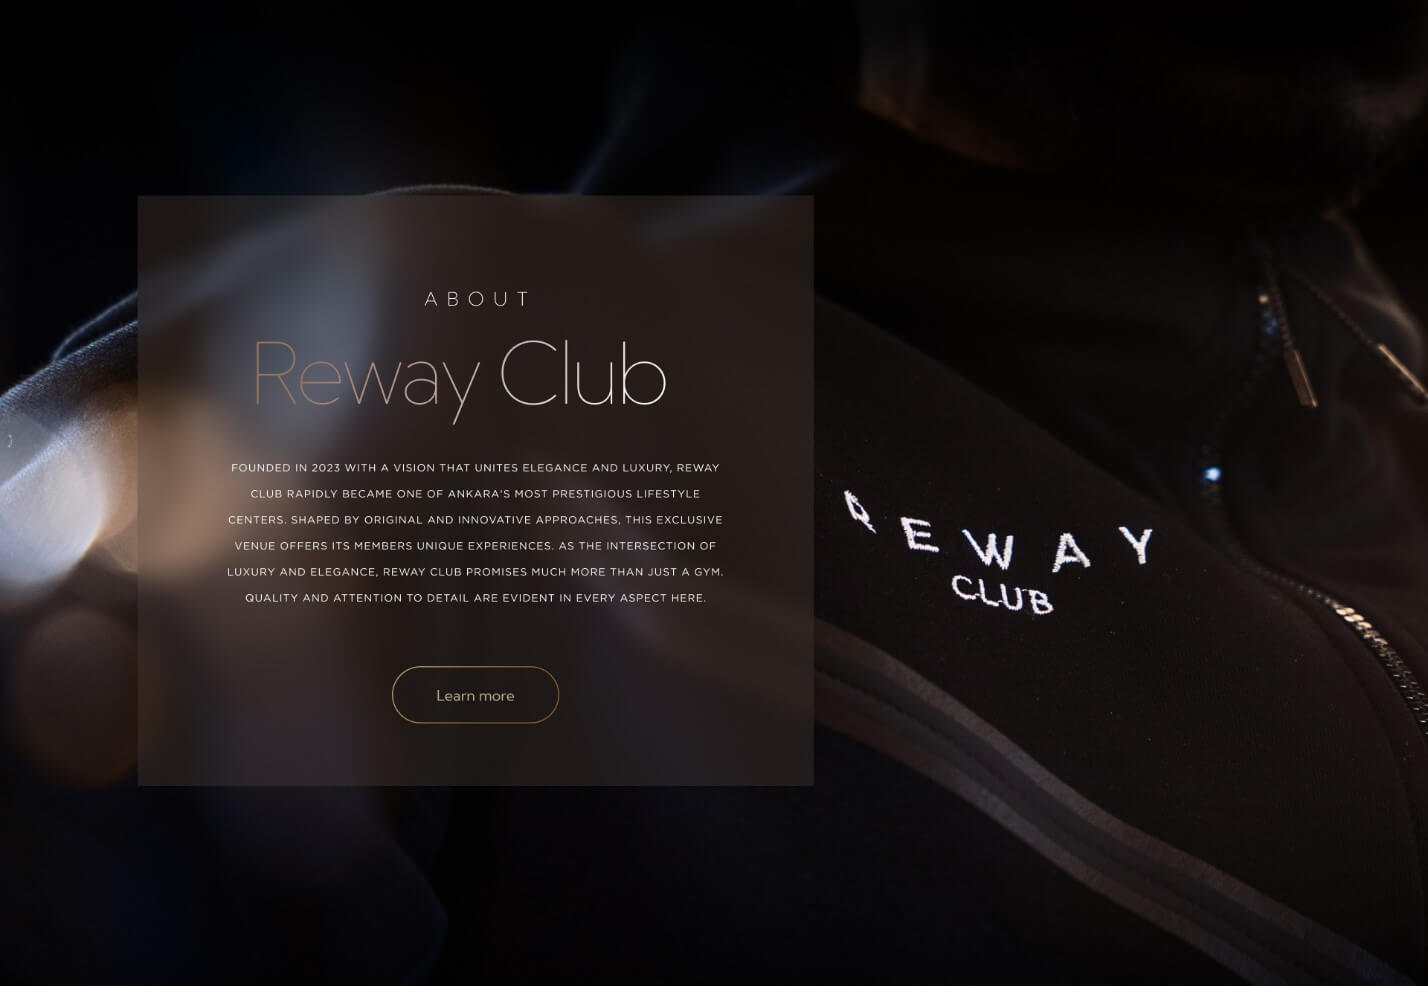 ABOUT
Reway Club
FOUNDED IN 2023 WITH A VISION THAT UNITES ELEGANCE AND LUXURY, REWAY
CLUB RAPIDLY BECAME ONE OF ANKARA'S MOST PRESTIGIOUS LIFESTYLE
CENTERS. SHAPED BY ORIGINAL AND INNOVATIVE APPROACHES, THIS EXCLUSIVE
VENUE OFFERS ITS MEMBERS UNIQUE EXPERIENCES. AS THE INTERSECTION OF
LUXURY AND ELEGANCE, REWAY CLUB PROMISES MUCH MORE THAN JUST A GYM.
QUALITY AND ATTENTION TO DETAIL ARE EVIDENT IN EVERY ASPECT HERE.
Learn more
REWAY
CLUB